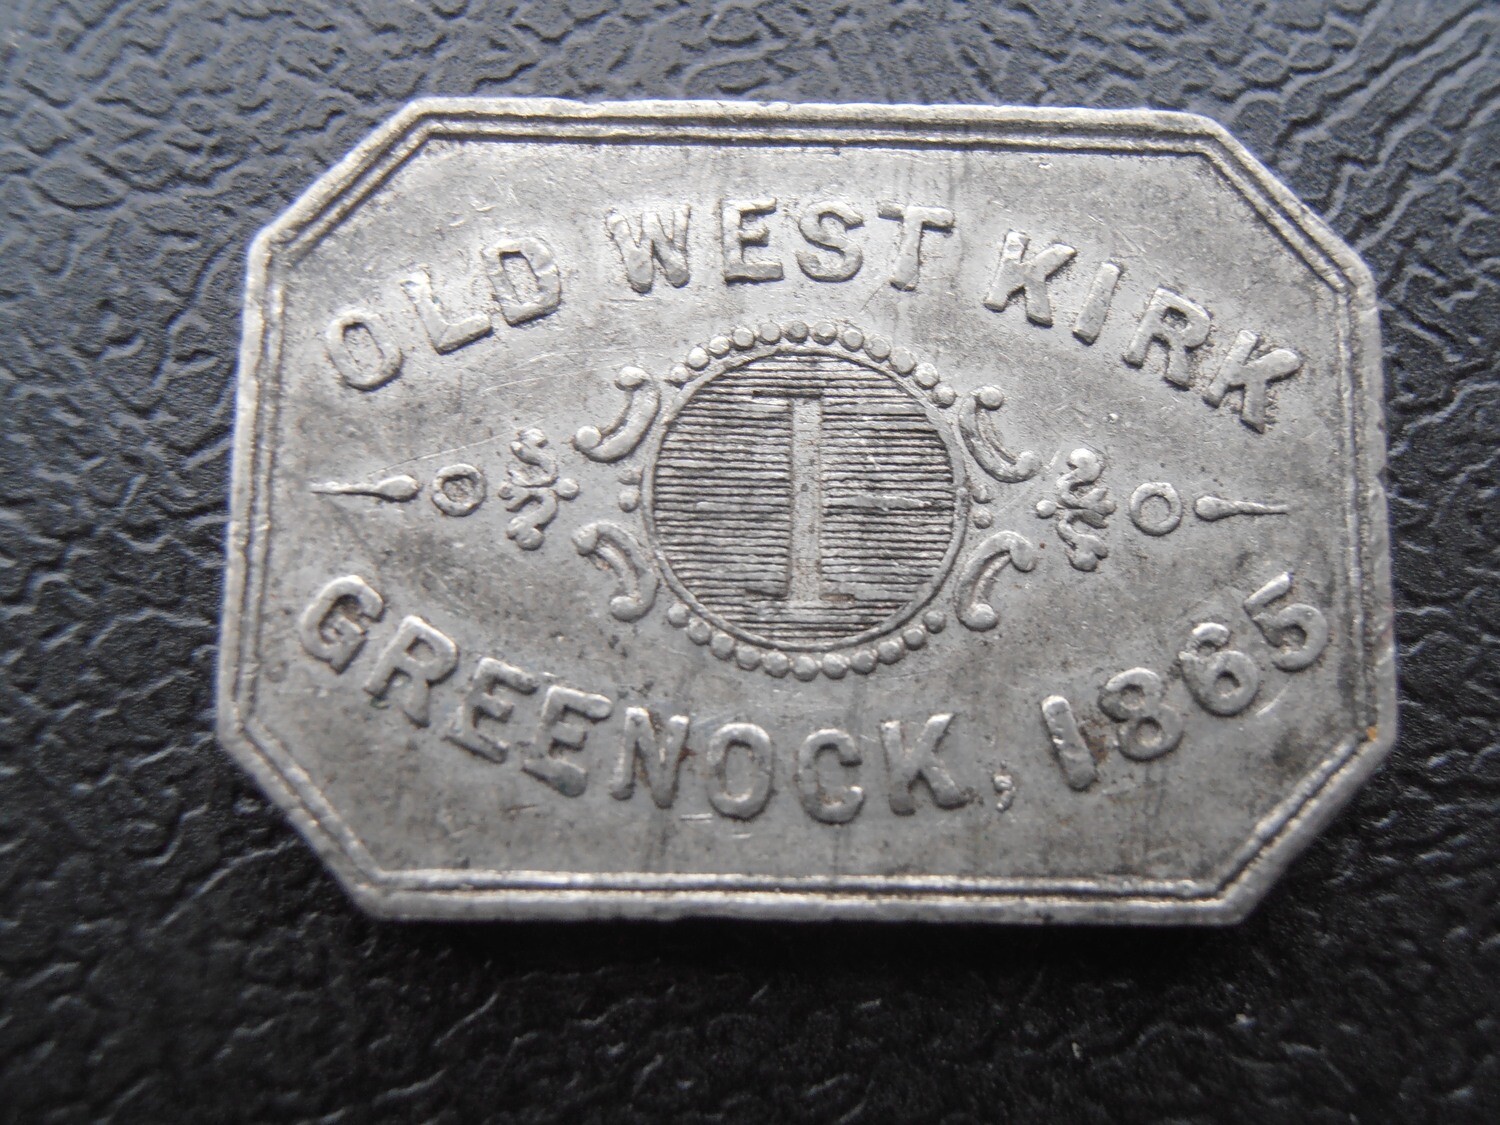 OLD WEST KIRK
1
GREENOCK, 1865